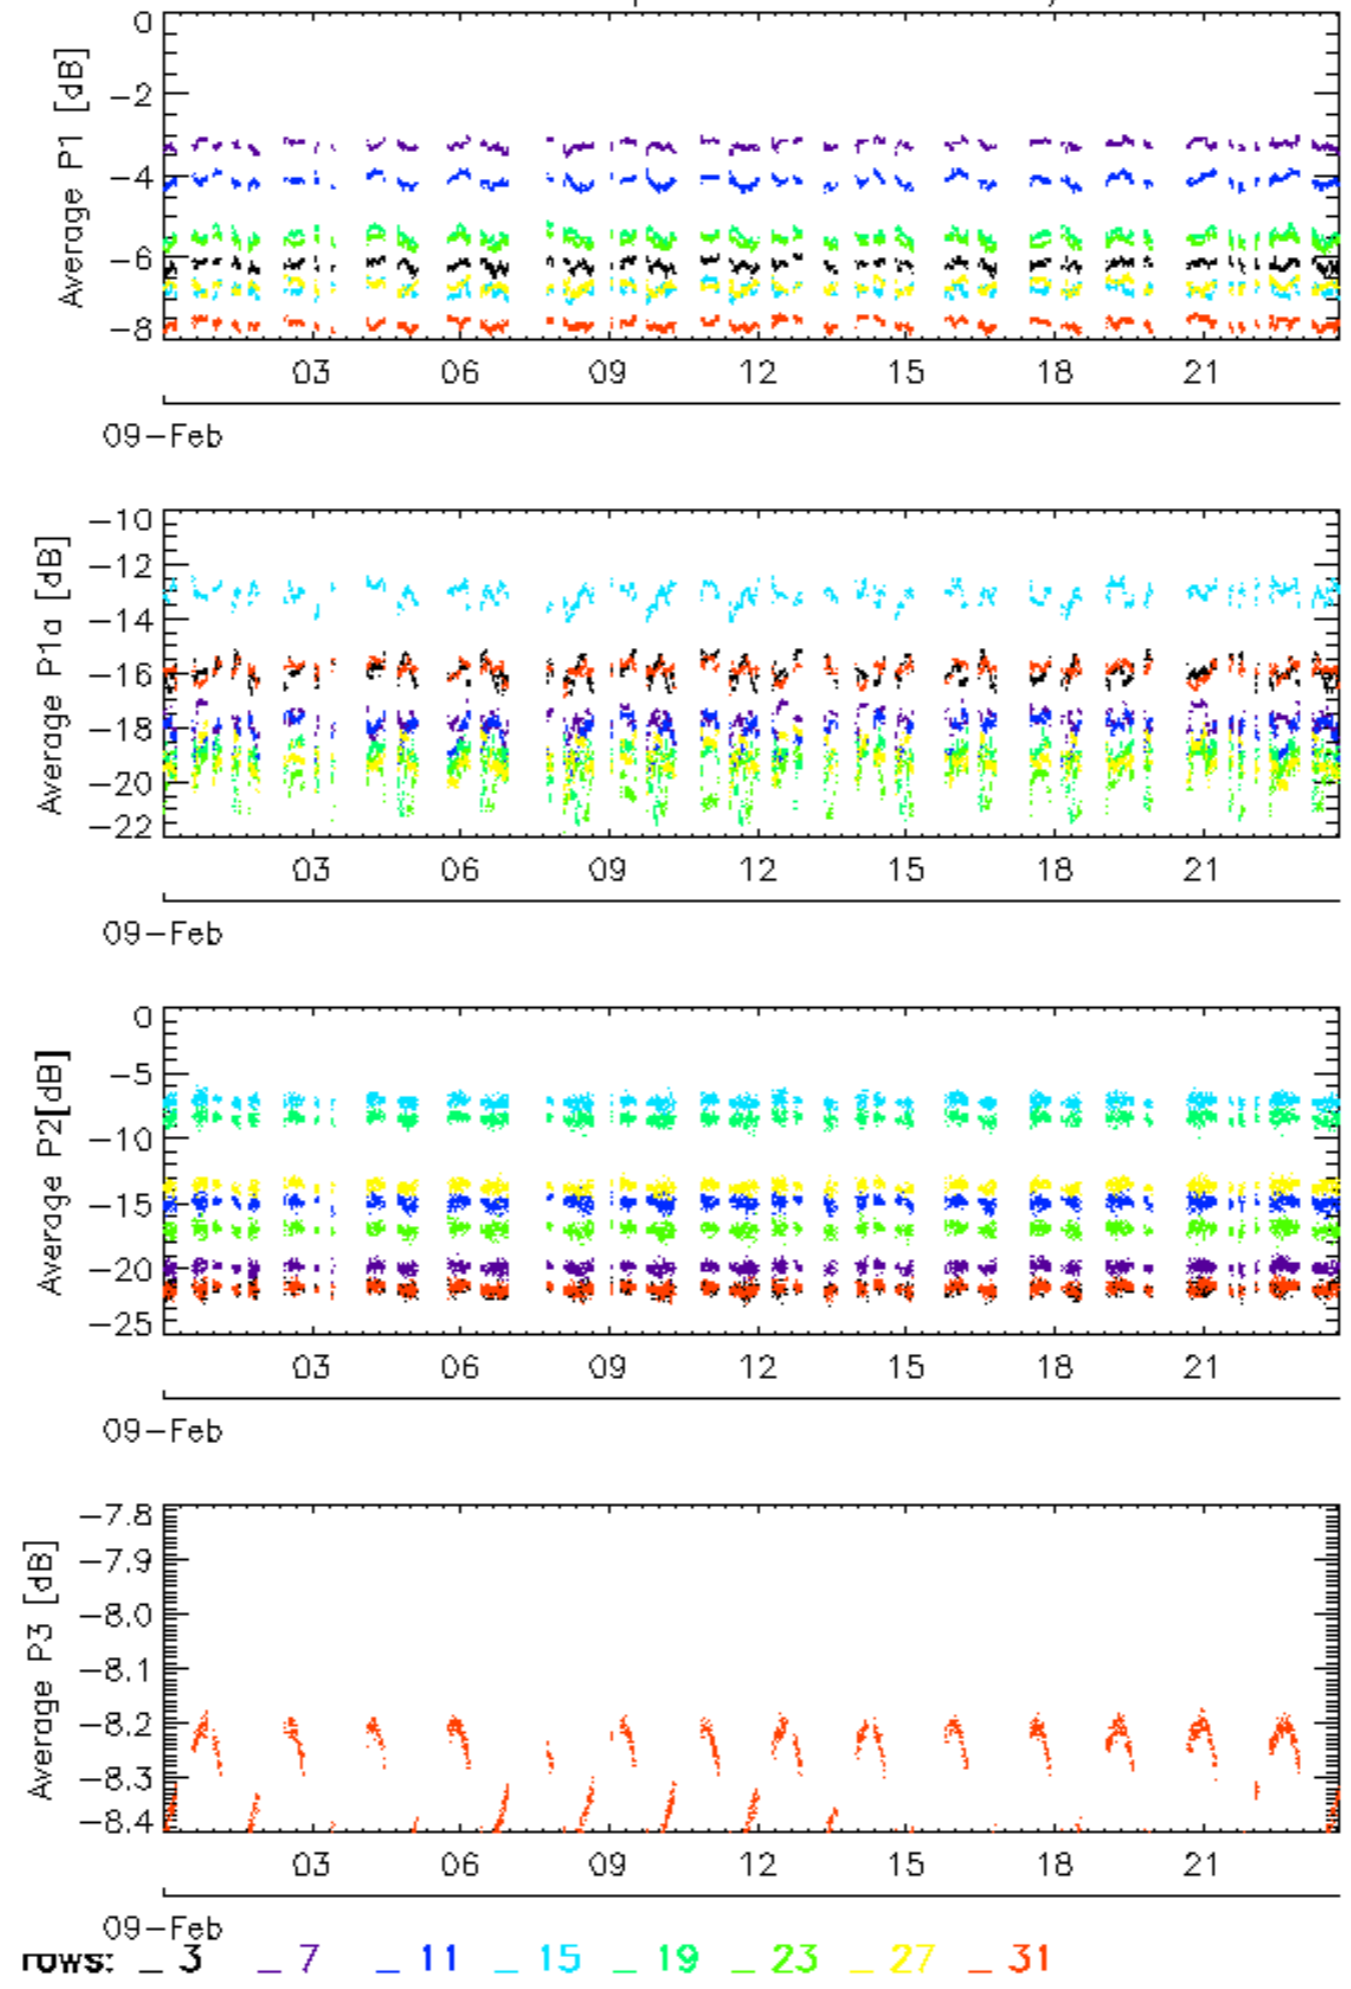 Average P1 [dB]
0
-2
-4
-6
-8
03 06 09 12 15 18 21
09-Feb
Average P1a [dB]
-10
-12
-14
-16
-18
-20
-22
03 06 09 12 15 18 21
09-Feb
Average P2[dB]
0
-5
-10
-15
-20
-25
03 06 09 12 15 18 21
09-Feb
Average P3 [dB]
-7.8
-7.9
-8.0
-8.1
-8.2
-8.3
-8.4
03 06 09 12 15 18 21
09-Feb
rows: _ 3 _ 7 _ 11 _ 15 _ 19 _ 23 _ 27 _ 31